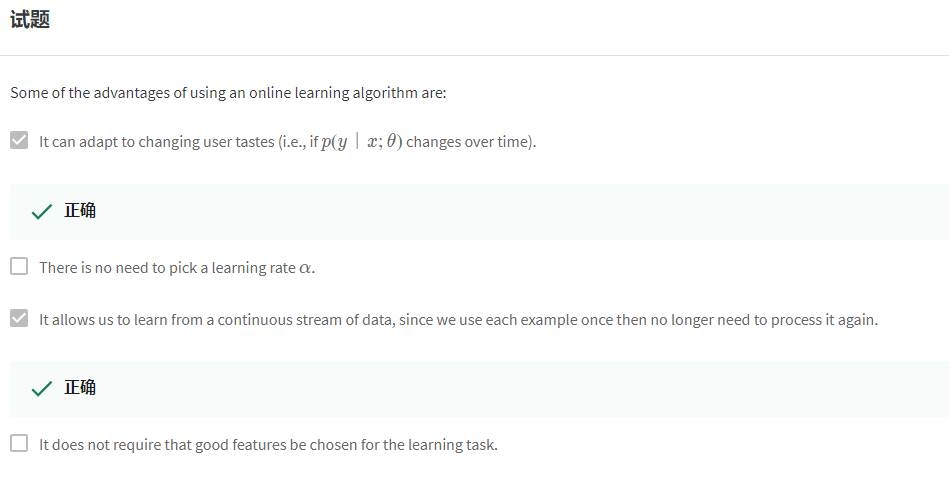 试题
Some of the advantages of using an online learning algorithm are:
It can adapt to changing user tastes (i.e., if p(y | x; θ) changes over time).
正确
There is no need to pick a learning rate α.
It allows us to learn from a continuous stream of data, since we use each example once then no longer need to process it again.
正确
It does not require that good features be chosen for the learning task.